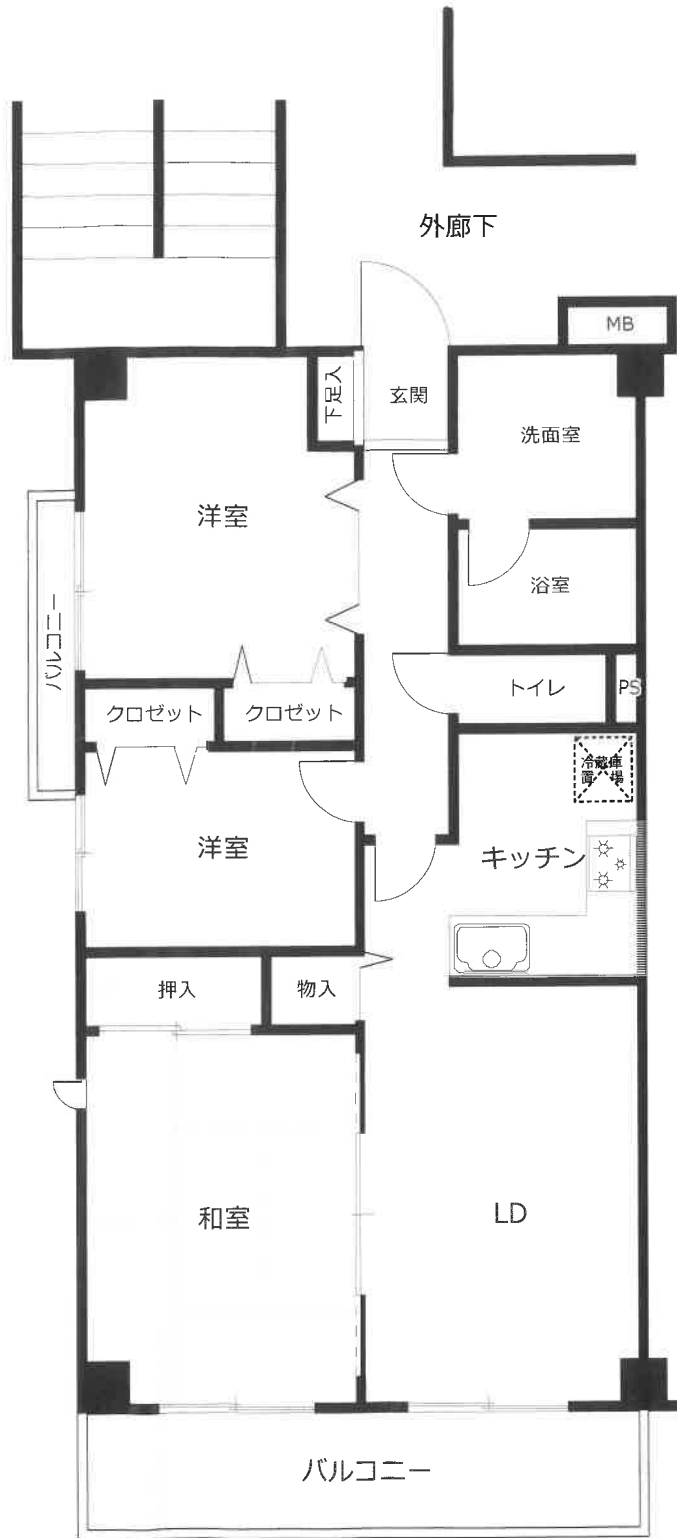 外廊下
MB
下足入
玄関
洗面室
洋室
浴室
バルコニー
トイレ
PS
クロゼット
クロゼット
冷蔵庫
置場
洋室
キッチン
押入
物入
和室
LD
バルコニー